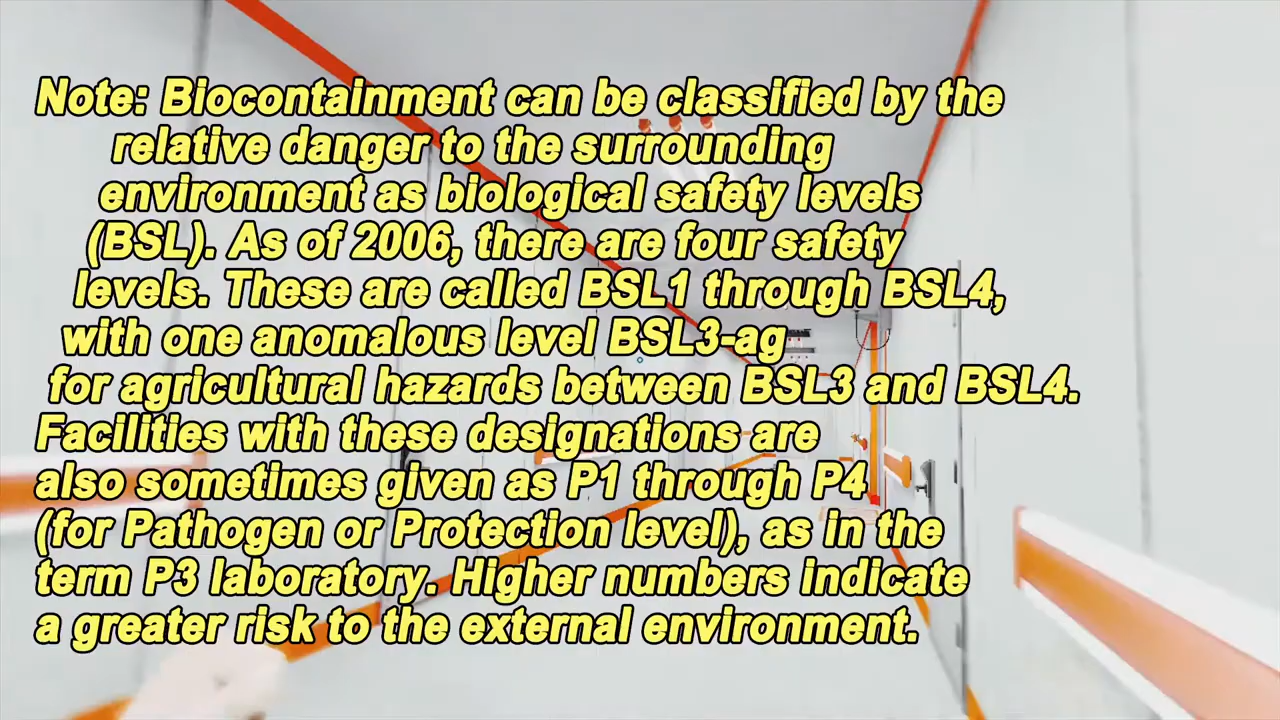 Note: Biocontainment can be classified by the
relative danger to the surrounding
environment as biological safety levels
(BSL). As of 2006, there are four safety
levels. These are called BSL1 through BSL4,
with one anomalous level BSL3-ag
for agricultural hazards between BSL3 and BSL4.
Facilities with these designations are
also sometimes given as P1 through P4
(for Pathogen or Protection level), as in the
term P3 laboratory. Higher numbers indicate
a greater risk to the external environment.